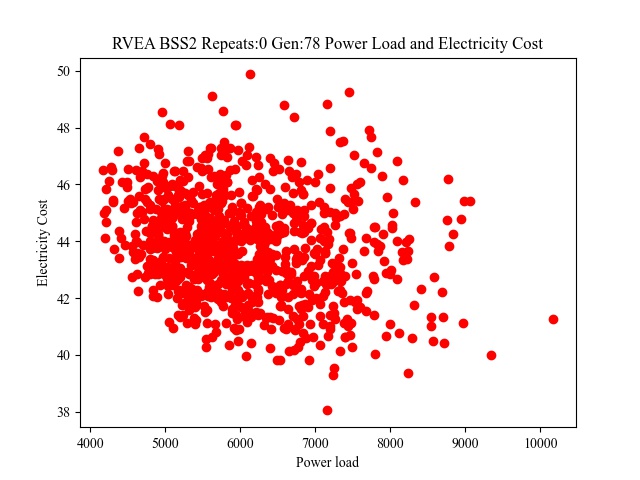 RVEA BSS2 Repeats:0 Gen:78 Power Load and Electricity Cost
50
48
46
44
42
40
38
Electricity Cost
4000 5000 6000 7000 8000 9000 10000
Power load